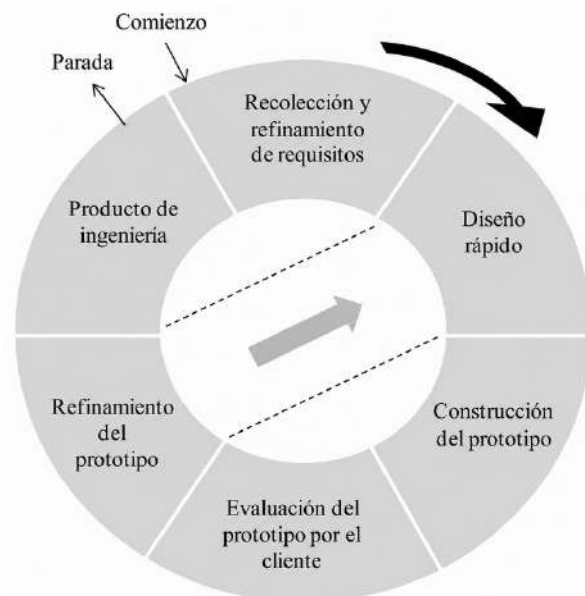 Comienzo
Parada
Recolección y
refinamiento
de requisitos
Diseño
rápido
Construcción
del prototipo
Evaluación del
prototipo por el
cliente
Refinamiento
del
prototipo
Producto de
ingeniería